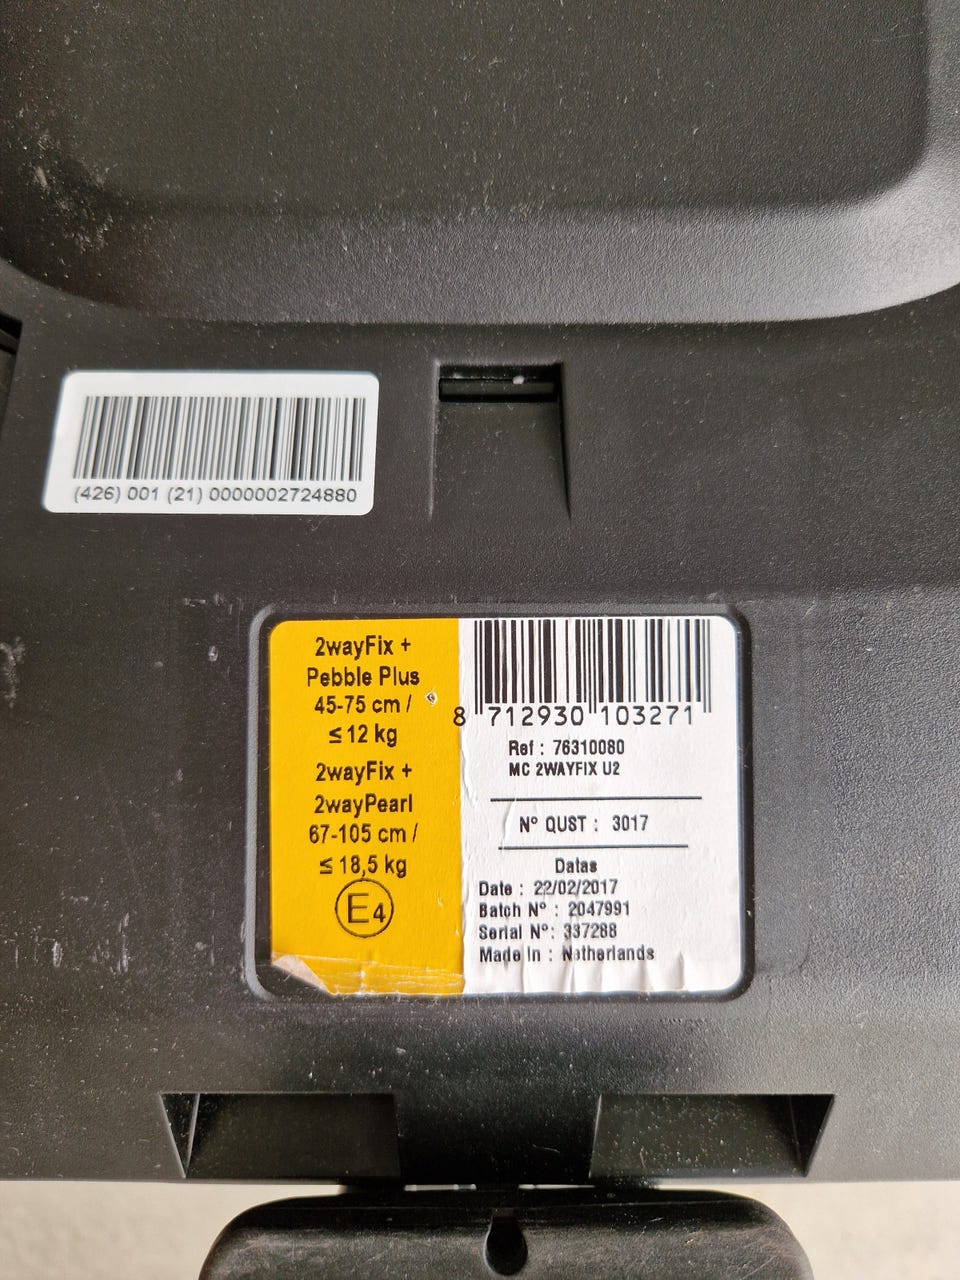 (426) 001 (21) 0000002724880
2wayFix +
Pebble Plus
45-75 cm /
≤ 12 kg
2wayFix +
2wayPearl
67-105 cm /
≤ 18,5 kg
E4
8 712930 103271
Ref : 76310080
MC 2WAYFIX U2
N° QUST : 3017
Datas
Date : 22/02/2017
Batch N° : 2047991
Serial N°: 337288
Made In : Netherlands